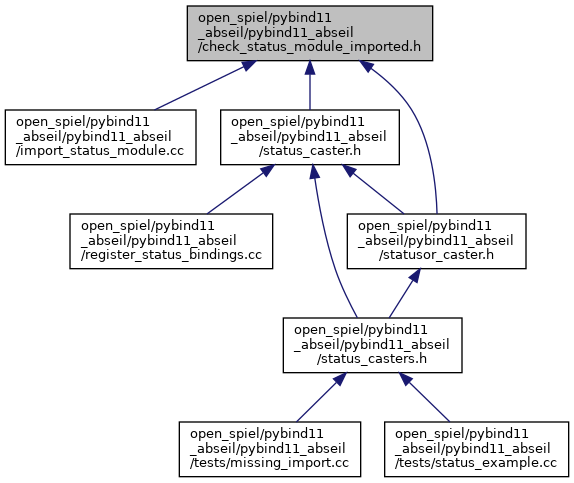 open_spiel/pybind11
_abseil/pybind11_abseil
/check_status_module_imported.h
open_spiel/pybind11
_abseil/pybind11_abseil
/import_status_module.cc
open_spiel/pybind11
_abseil/pybind11_abseil
/status_caster.h
open_spiel/pybind11
_abseil/pybind11_abseil
/register_status_bindings.cc
open_spiel/pybind11
_abseil/pybind11_abseil
/statusor_caster.h
open_spiel/pybind11
_abseil/pybind11_abseil
/status_casters.h
open_spiel/pybind11
_abseil/pybind11_abseil
/tests/missing_import.cc
open_spiel/pybind11
_abseil/pybind11_abseil
/tests/status_example.cc